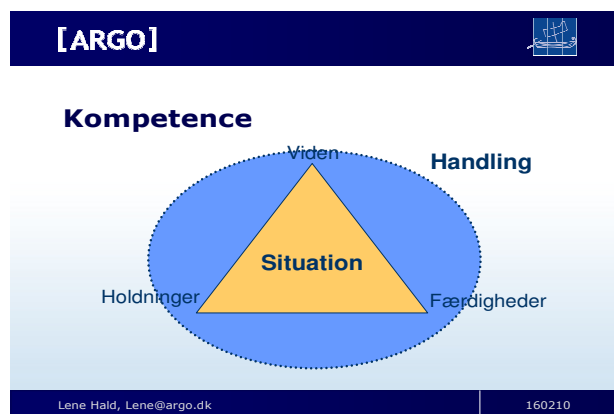 [ARGO]
Kompetence
Viden
Handling
Situation
Holdninger
Færdigheder
Lene Hald, Lene@argo.dk
160210